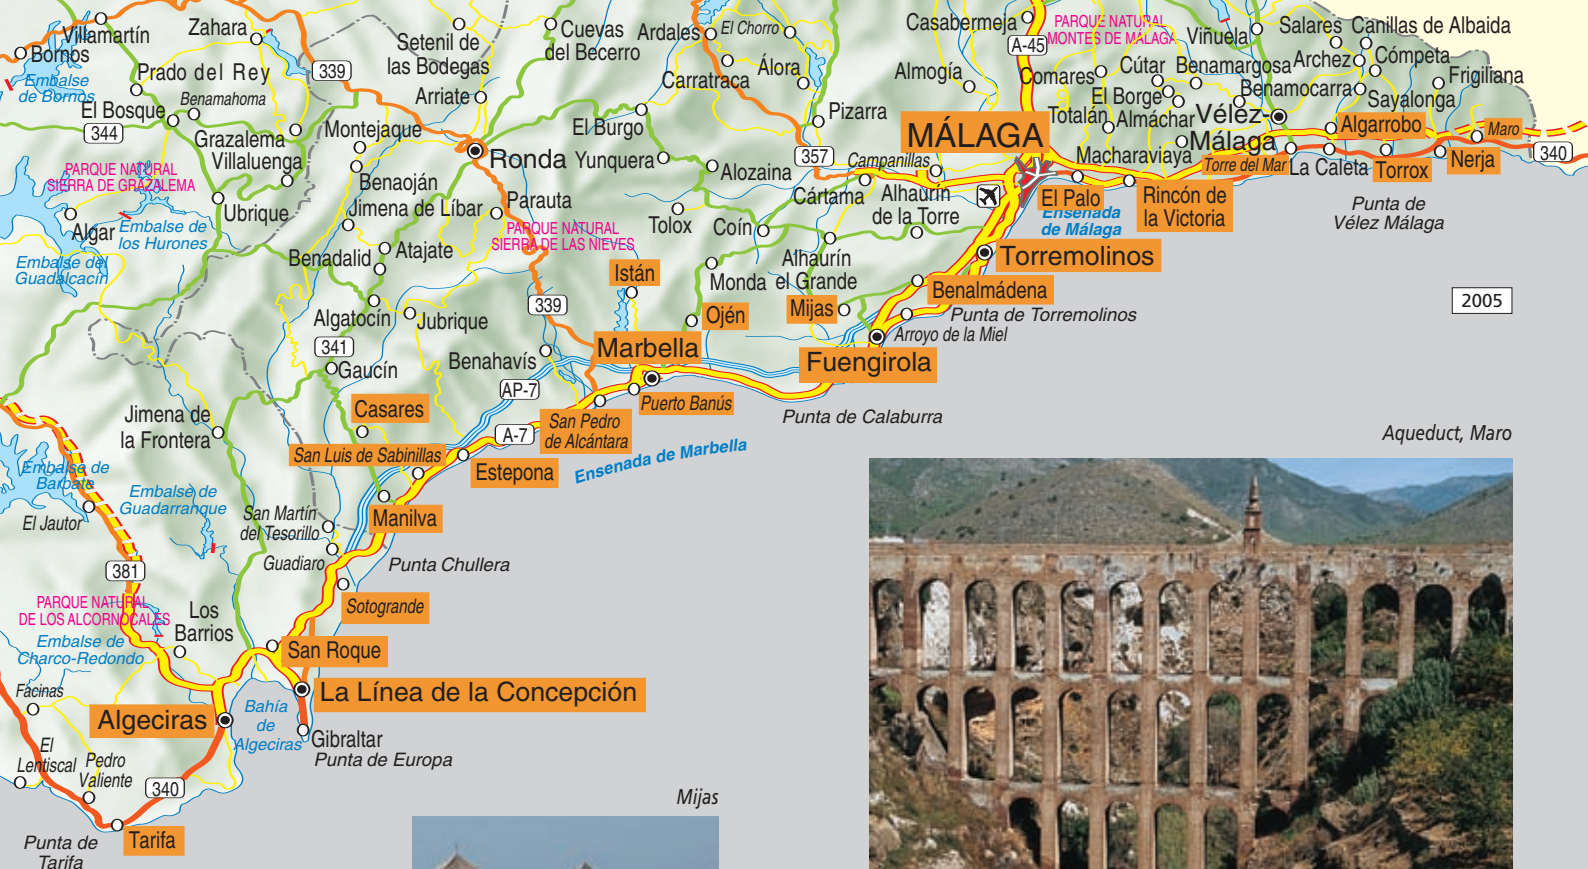 Villamartín
Bornos
Embalse
de Bornos
Zahara
Prado del Rey
Benamahoma
El Bosque
344
Grazalema
Villaluenga
PARQUE NATURAL
SIERRA DE GRAZALEMA
Ubrique
Algar
Embalse de
los Hurones
Embalse del
Guadalcacín
339
Setenil de
las Bodegas
Arriate
Montejaque
Benaoján
Jimena de Líbar
Ronda
Parauta
Atajate
Benadalid
Algatocín
Jubrique
341
Gaucín
Benahavís
Cuevas
del Becerro
Ardales
El Chorro
Carratraca
Álora
Pizarra
El Burgo
Yunquera
Alozaina
Tolox
PARQUE NATURAL
SIERRA DE LAS NIEVES
Coín
Monda
Istán
Ojén
339
357
Campanillas
Cártama
Alhaurín
de la Torre
Alhaurín
el Grande
Mijas
Casabermeja
A-45
PARQUE NATURAL
MONTES DE MÁLAGA
Almogía
MÁLAGA
Comares
Cútar
Benamargosa
Viñuela
El Borge
Totalán
Almáchar
Macharaviaya
Vélez-
Málaga
Salares
Canillas de Albaida
Archez
Cómpeta
Benamocarra
Sayalonga
Frigiliana
Algarrobo
Maro
340
Nerja
Torrox
La Caleta
Torre del Mar
Rincón de
la Victoria
El Palo
Ensenada
de Málaga
Punta de
Vélez Málaga
Torremolinos
Benalmádena
Punta de Torremolinos
Arroyo de la Miel
Fuengirola
2005
Marbella
Puerto Banús
Punta de Calaburra
AP-7
A-7
San Pedro
de Alcántara
Ensenada de Marbella
Casares
San Luis de Sabinillas
Estepona
Manilva
Jimena de
la Frontera
Embalse de
Barbate
Embalse de
Guadarranque
El Jautor
San Martín
del Tesorillo
Guadiaro
Punta Chullera
381
PARQUE NATURAL
DE LOS ALCORNOCALES
Los
Barrios
Embalse de
Charco-Redondo
Sotogrande
San Roque
La Línea de la Concepción
Facinas
Algeciras
Bahía
de
Algeciras
Gibraltar
Punta de Europa
El
Lentiscal
Pedro
Valiente
340
Tarifa
Punta de
Tarifa
Mijas
Aqueduct, Maro